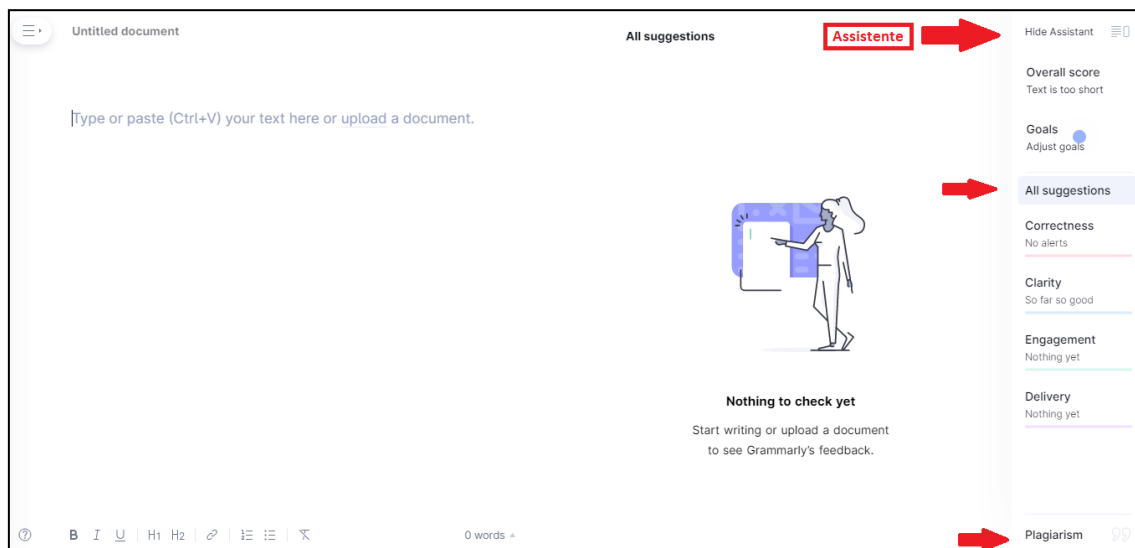 Untitled document
All suggestions
Assistente
Hide Assistant
Overall score
Text is too short
Type or paste (Ctrl+V) your text here or upload a document.
Goals
Adjust goals
All suggestions
Correctness
No alerts
Clarity
So far so good
Engagement
Nothing yet
Delivery
Nothing yet
Nothing to check yet
Start writing or upload a document
to see Grammarly's feedback.
B I U H1 H2
0 words
Plagiarism